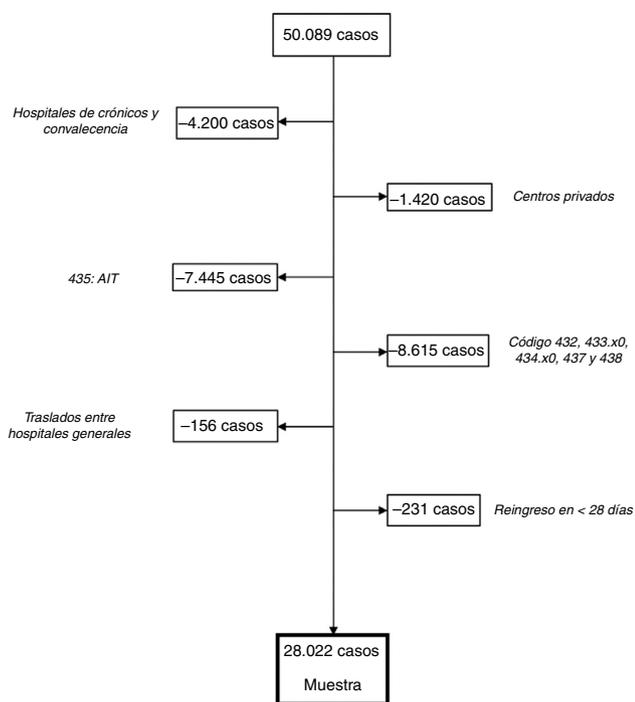 50.089 casos
Hospitales de crónicos y
convalecencia
–4.200 casos
–1.420 casos
Centros privados
435: AIT
–7.445 casos
–8.615 casos
Código 432, 433.x0,
434.x0, 437 y 438
Traslados entre
hospitales generales
–156 casos
–231 casos
Reingreso en < 28 días
28.022 casos
Muestra